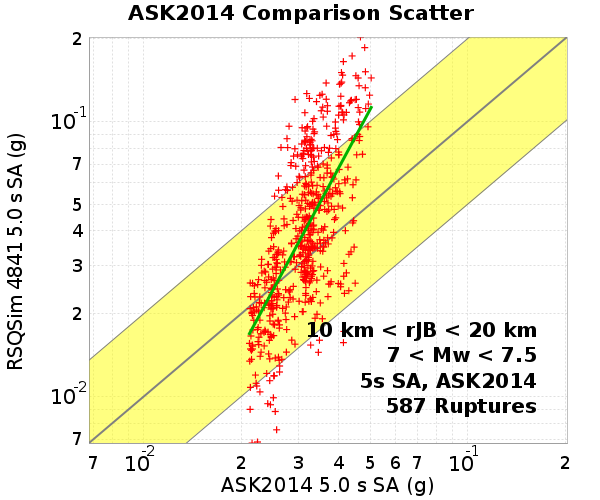 ASK2014 Comparison Scatter
RSQSim 4841 5.0 s SA (g)
2
10-1
7
5
4
3
2
10-2
7
10 km < rJB < 20 km
7 < Mw < 7.5
5s SA, ASK2014
587 Ruptures
7 10-2 2 3 4 5 6 7 10-1 2
ASK2014 5.0 s SA (g)